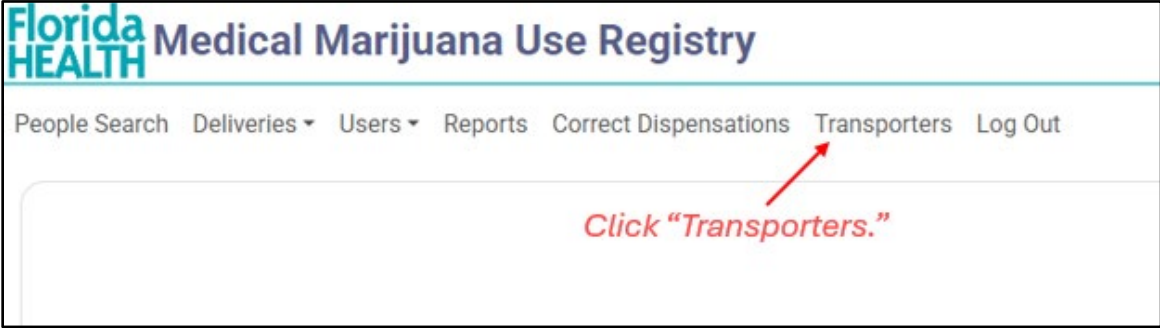 Florida
HEALTH
Medical Marijuana Use Registry
People Search Deliveries Users Reports Correct Dispensations Transporters Log Out
Click “Transporters.”